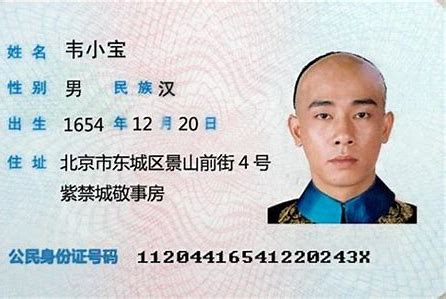 姓 名 韦小宝
性 别 男 民 族 汉
出 生 1654 年 12 月 20 日
住 址 北京市东城区景山前街 4 号
紫禁城敬事房
公民身份证号码 11204416541220243X